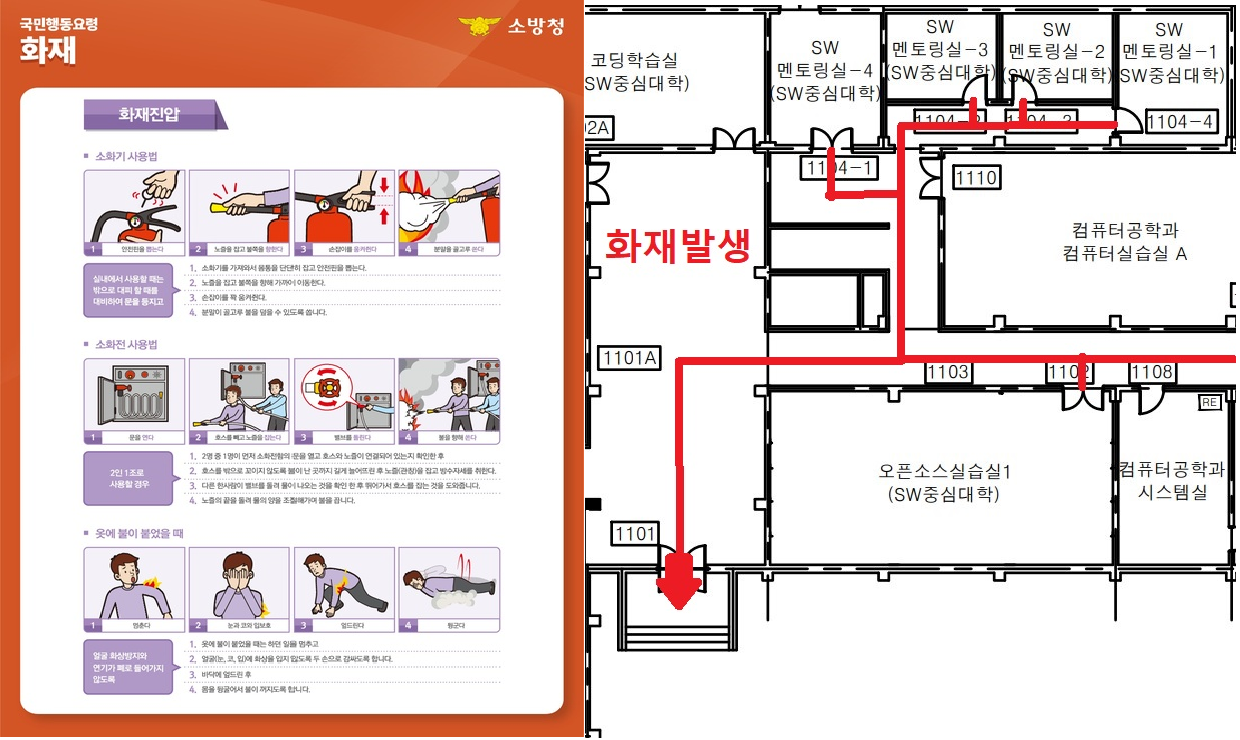 국민행동요령
화재
소방청
화재진압
소화기 사용법
1 안전핀을 뽑는다
2 노즐을 잡고 불쪽을 향한다
3 손잡이를 움켜쥔다
4 분말을 골고루 쏜다
실내에서 사용할 때는
밖으로 대피 할 때를
대비하여 문을 등지고
1. 소화기를 가져와서 몸통을 단단히 잡고 안전핀을 뽑는다.
2. 노즐을 잡고 불쪽을 향해 가까이 이동한다.
3. 손잡이를 꽉 움켜쥔다.
4. 분말이 골고루 불을 덮을 수 있도록 쏩니다.
소화전 사용법
1 문을 연다
2 호스를 빼고 노즐을 잡는다
3 밸브를 돌린다
4 불을 향해 쏜다
2인 1조로
사용할 경우
1. 2명 중 1명이 먼저 소화전함의 문을 열고 호스와 노즐이 연결되어 있는지 확인한 후
2. 호스를 밖으로 꼬이지 않도록 불이 난 곳까지 길게 늘어뜨린 후 노즐(관창)을 잡고 방수자세를 취한다.
3. 다른 한사람이 밸브를 돌려 물이 나오는 것을 확인 한 후 뛰어가서 호스를 잡는 것을 도와줍니다.
4. 노즐의 끝을 돌려 물의 양을 조절해가며 불을 끕니다.
옷에 불이 붙었을 때
1 멈춘다
2 눈과 코와 입보호
3 엎드린다
4 뒹군다
얼굴 화상방지와
연기가 폐로 들어가지
않도록
1. 옷에 불이 붙었을 때는 하던 일을 멈추고
2. 얼굴(눈, 코, 입)에 화상을 입지 않도록 두 손으로 감싸도록 합니다.
3. 바닥에 엎드린 후
4. 몸을 뒹굴어서 불이 꺼지도록 합니다.
코딩학습실
SW중심대학)
SW
멘토링실-4
(SW중심대학)
SW
멘토링실-3
(SW중심대학)
SW
멘토링실-2
(SW중심대학)
SW
멘토링실-1
(SW중심대학)
02A
1104-3
1104-4
1104-1
1110
컴퓨터공학과
컴퓨터실습실 A
화재발생
1101A
1103
1102
1108
RE
오픈소스실습실1
(SW중심대학)
컴퓨터공학과
시스템실
1101